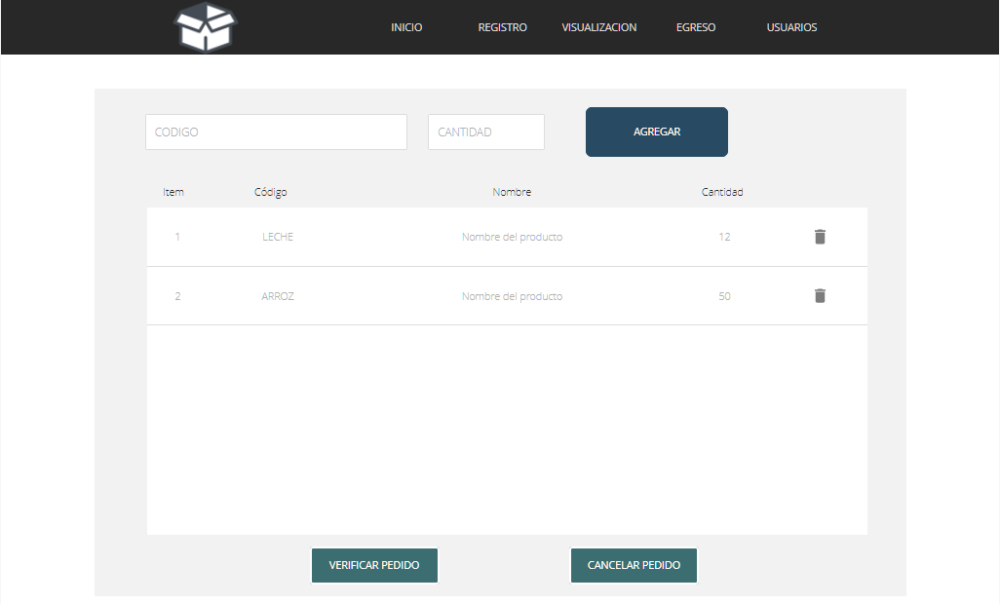 INICIO REGISTRO VISUALIZACION EGRESO USUARIOS
CODIGO CANTIDAD AGREGAR
Item Código Nombre Cantidad
1 LECHE Nombre del producto 12
2 ARROZ Nombre del producto 50
VERIFICAR PEDIDO CANCELAR PEDIDO